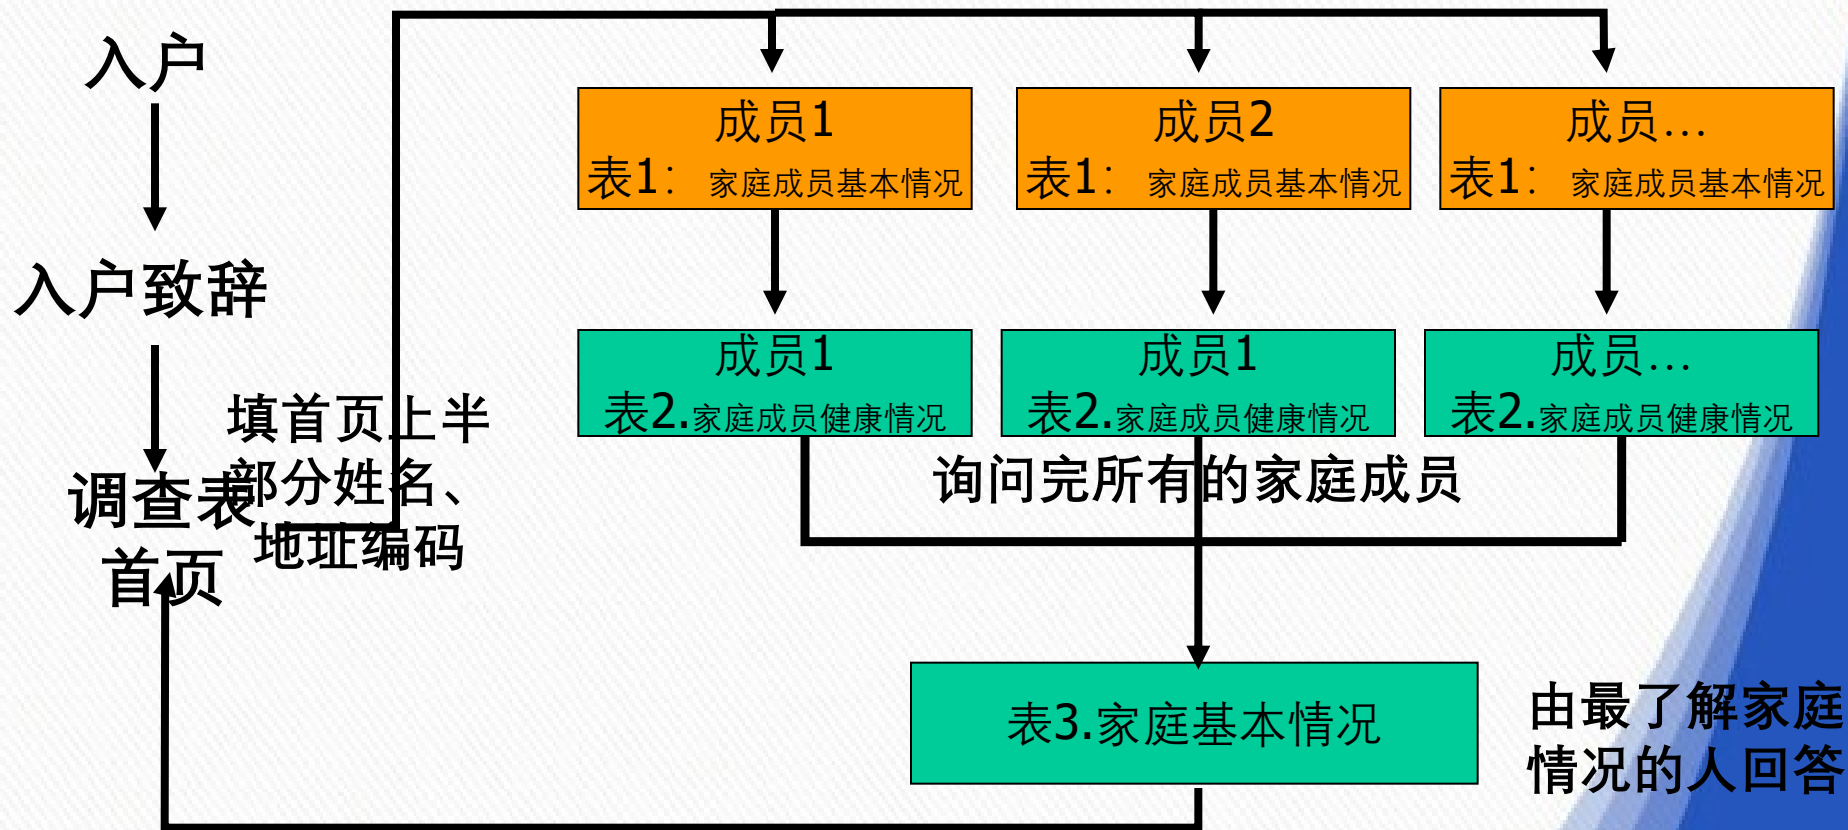 入户
入户致辞
调查表
首页
填首页上半
部分姓名、
地址编码
成员1
表1： 家庭成员基本情况
成员2
表1： 家庭成员基本情况
成员…
表1： 家庭成员基本情况
成员1
表2.家庭成员健康情况
成员1
表2.家庭成员健康情况
成员…
表2.家庭成员健康情况
询问完所有的家庭成员
表3.家庭基本情况
由最了解家庭
情况的人回答